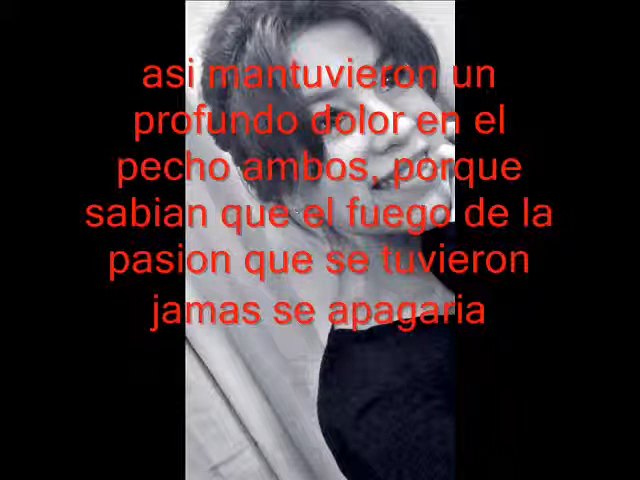 asi mantuvieron un
profundo dolor en el
pecho ambos, porque
sabian que el fuego de la
pasion que se tuvieron
jamas se apagaria